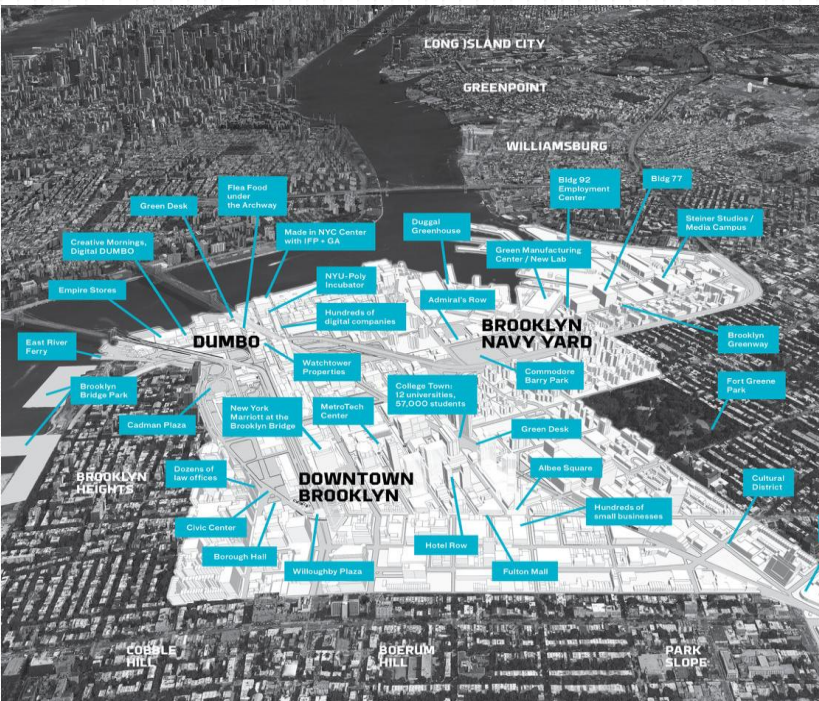 LONG ISLAND CITY
GREENPOINT
WILLIAMSBURG
Bldg 92
Employment
Center
Bldg 77
Flea Food
under
the Archway
Green Desk
Steiner Studios /
Media Campus
Duggal
Greenhouse
Made in NYC Center
with IFP + GA
Creative Mornings,
Digital DUMBO
Green Manufacturing
Center / New Lab
NYU-Poly
Incubator
Empire Stores
Admiral's Row
Hundreds of
digital companies
BROOKLYN
NAVY YARD
Brooklyn
Greenway
DUMBO
East River
Ferry
Watchtower
Properties
Commodore
Barry Park
Fort Greene
Park
Brooklyn
Bridge Park
College Town:
12 universities,
57,000 students
New York
Marriott at the
Brooklyn Bridge
MetroTech
Center
Cadman Plaza
Green Desk
BROOKLYN
HEIGHTS
Dozens of
law offices
DOWNTOWN
BROOKLYN
Albee Square
Cultural
District
Hundreds of
small businesses
Civic Center
Borough Hall
Hotel Row
Willoughby Plaza
Fulton Mall
COBBLE
HILL
BOERUM
HILL
PARK
SLOPE